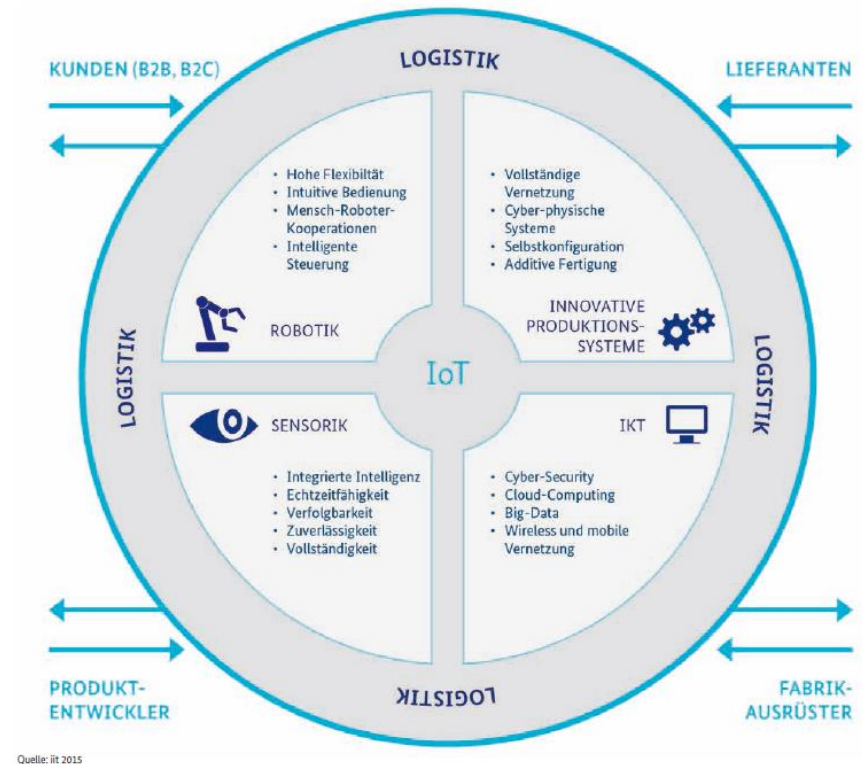 LOGISTIK
KUNDEN (B2B, B2C)
LIEFERANTEN
• Hohe Flexibiltät
• Intuitive Bedienung
• Mensch-Roboter-
Kooperationen
• Intelligente
Steuerung
ROBOTIK
• Vollständige
Vernetzung
• Cyber-physische
Systeme
• Selbstkonfiguration
• Additive Fertigung
INNOVATIVE
PRODUKTIONS-
SYSTEME
LOGISTIK
IoT
LOGISTIK
SENSORIK
• Integrierte Intelligenz
• Echtzeitfähigkeit
• Verfolgbarkeit
• Zuverlässigkeit
• Vollständigkeit
IKT
• Cyber-Security
• Cloud-Computing
• Big-Data
• Wireless und mobile
Vernetzung
PRODUKT-
ENTWICKLER
LOGISTIK
FABRIK-
AUSRÜSTER
Quelle: iit 2015